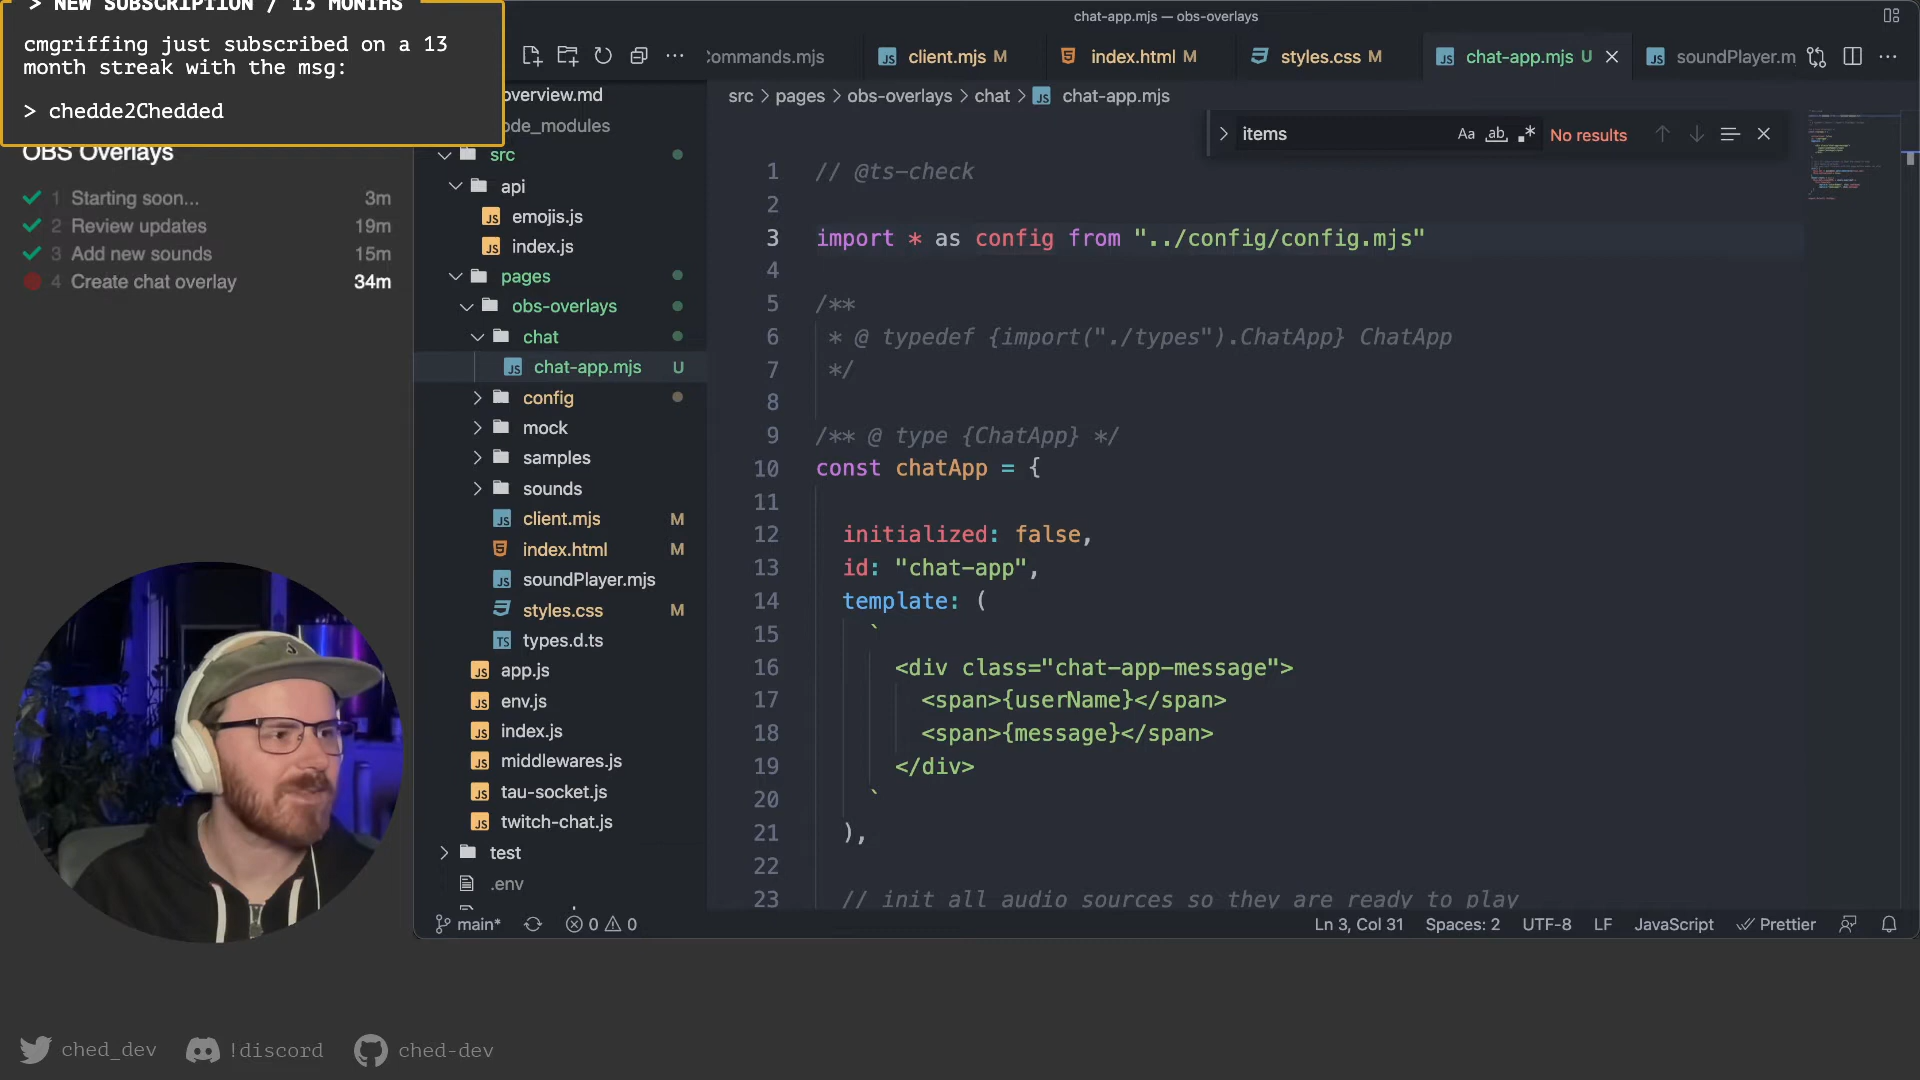 > NEW SUBSCRIPTION / 13 MONTHS
cmgriffing just subscribed on a 13
month streak with the msg:
> chedde2Chedded
OBS Overlays
1 Starting soon... 3m
2 Review updates 19m
3 Add new sounds 15m
4 Create chat overlay 34m
chat-app.mjs — obs-overlays
Commands.mjs
client.mjs M
index.html M
styles.css M
chat-app.mjs U
soundPlayer.m
overview.md
ode_modules
src
api
emojis.js
index.js
pages
obs-overlays
chat
chat-app.mjs U
config
mock
samples
sounds
client.mjs M
index.html M
soundPlayer.mjs
styles.css M
types.d.ts
app.js
env.js
index.js
middlewares.js
tau-socket.js
twitch-chat.js
test
.env
src > pages > obs-overlays > chat > chat-app.mjs
items
Aa ab .*
No results
1 // @ts-check
2
3 import * as config from "../config/config.mjs"
4
5 /**
6 * @ typedef {import("./types").ChatApp} ChatApp
7 */
8
9 /** @ type {ChatApp} */
10 const chatApp = {
11
12 initialized: false,
13 id: "chat-app",
14 template: (
15 `
16 <div class="chat-app-message">
17 <span>{userName}</span>
18 <span>{message}</span>
19 </div>
20 `
21 ),
22
23 // init all audio sources so they are ready to play
main*
0 0
Ln 3, Col 31
Spaces: 2
UTF-8
LF
JavaScript
Prettier
ched_dev
!discord
ched-dev